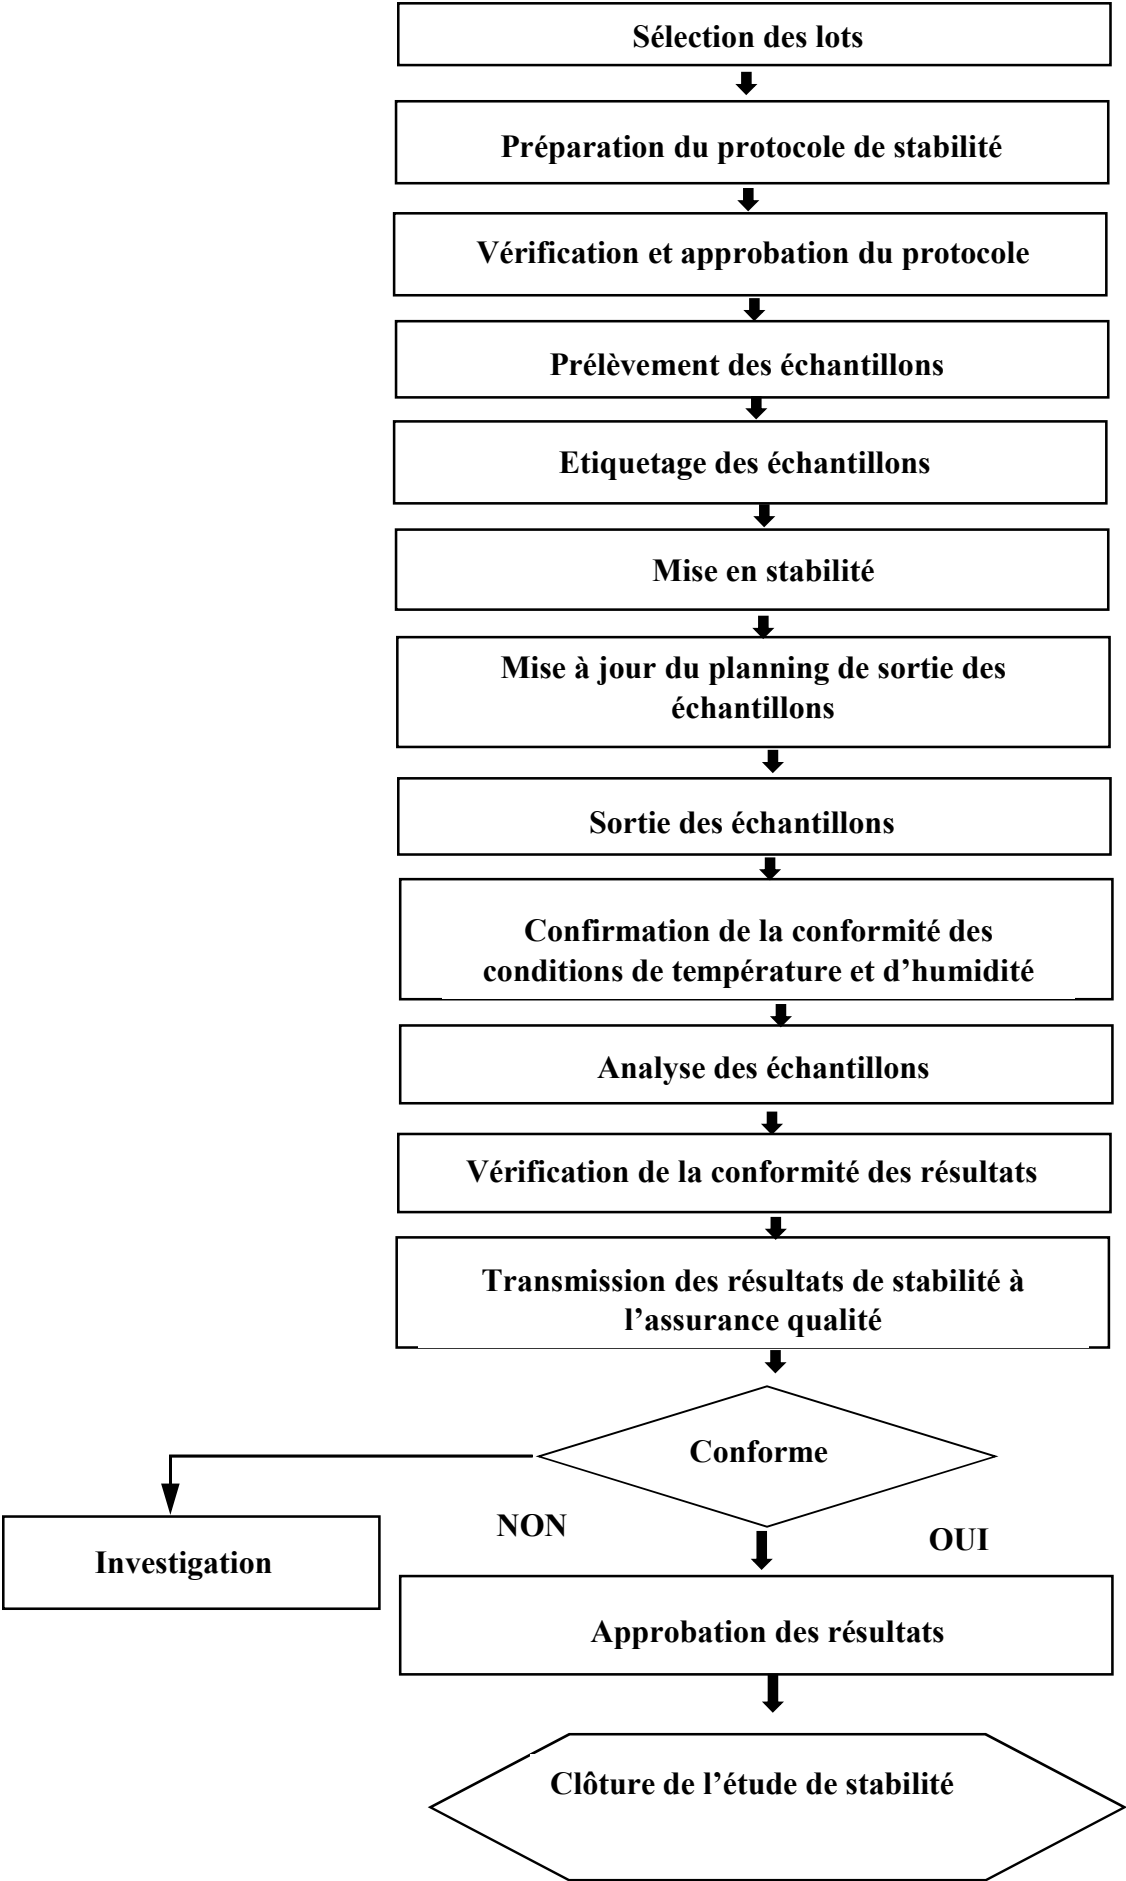 Sélection des lots
Préparation du protocole de stabilité
Vérification et approbation du protocole
Prélèvement des échantillons
Etiquetage des échantillons
Mise en stabilité
Mise à jour du planning de sortie des
échantillons
Sortie des échantillons
Confirmation de la conformité des
conditions de température et d’humidité
Analyse des échantillons
Vérification de la conformité des résultats
Transmission des résultats de stabilité à
l’assurance qualité
Conforme
NON
OUI
Investigation
Approbation des résultats
Clôture de l’étude de stabilité